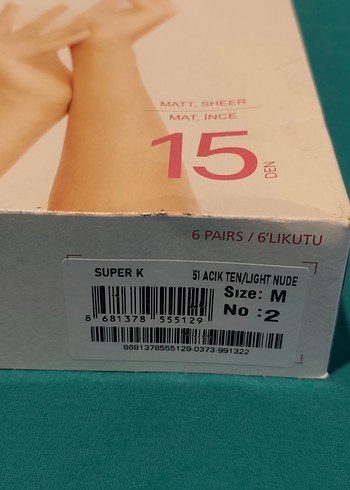 MATT, SHEER
MAT, İNCE
15 DEN
6 PAIRS / 6'LIKUTU
SUPER K
51 ACIK TEN/LIGHT NUDE
Sıze: M
No : 2
8 681378 555129
8681378555129-0373-991322